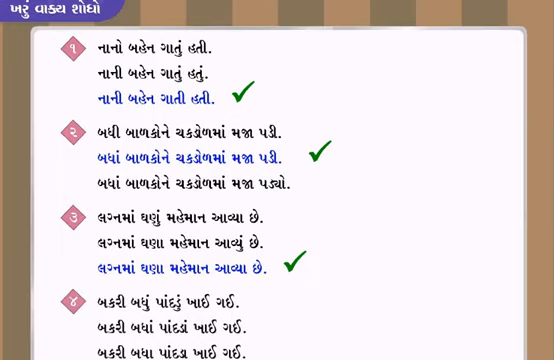 ખરું વાક્ય શોધો
૧ નાનો બહેન ગાતું હતી.
નાની બહેન ગાતું હતું.
નાની બહેન ગાતી હતી.
૨ બધી બાળકોને ચકડોળમાં મજા પડી.
બધાં બાળકોને ચકડોળમાં મજા પડી.
બધાં બાળકોને ચકડોળમાં મજા પડ્યો.
૩ લગ્નમાં ઘણું મહેમાન આવ્યા છે.
લગ્નમાં ઘણા મહેમાન આવ્યું છે.
લગ્નમાં ઘણા મહેમાન આવ્યા છે.
૪ બકરી બધું પાંદડું ખાઈ ગઈ.
બકરી બધાં પાંદડાં ખાઈ ગઈ.
બકરી બધા પાંદડા ખાઈ ગઈ.